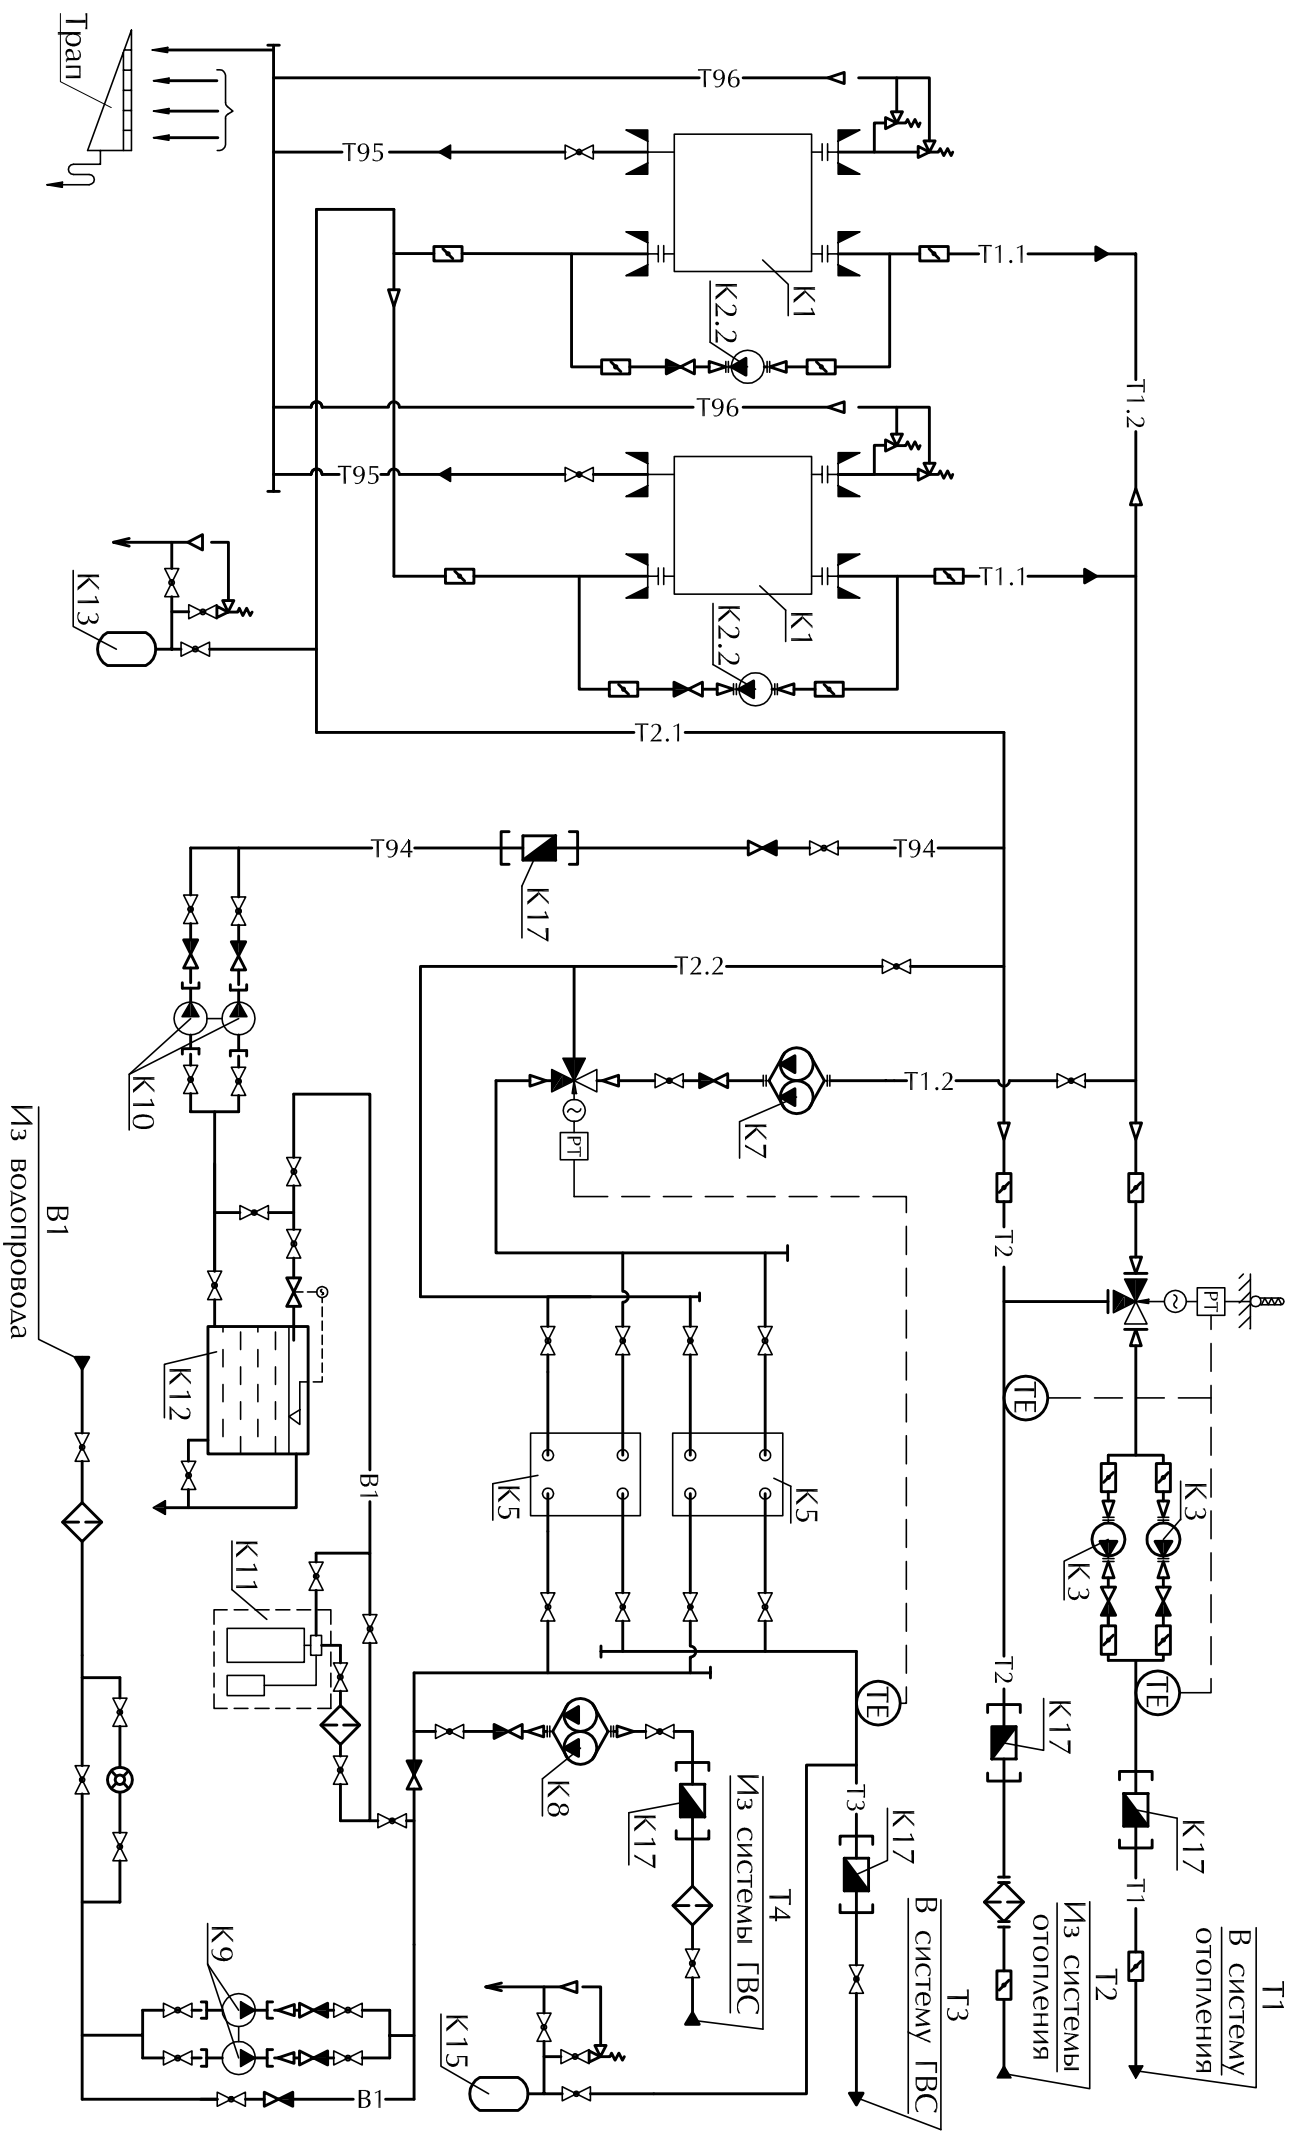 Трап
Т96
Т95
К1
К2.2
Т1.1
Т1.2
Т96
Т95
К1
К2.2
Т1.1
К13
Т2.1
Т94
К17
Т94
Т2.2
К10
К7
Т1.2
РТ
Т2
РТ
ТЕ
В1
Из водопровода
К12
В1
К5
К5
К3
К3
К11
ТЕ
ТЕ
Т2
К17
К17
К8
К17
Т3
К17
Т1
Т4
Из системы ГВС
Т3
В систему ГВС
Т2
Из системы
отопления
Т1
В систему
отопления
К9
К15
В1